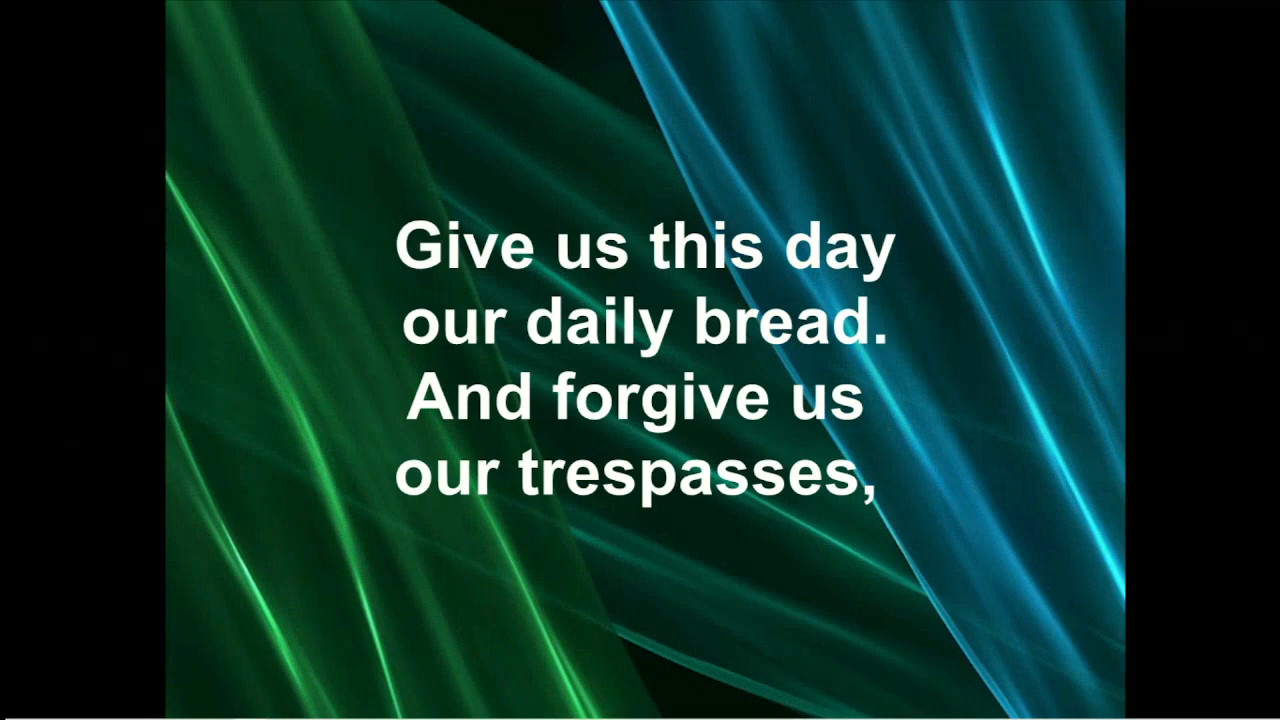 Give us this day
our daily bread.
And forgive us
our trespasses,